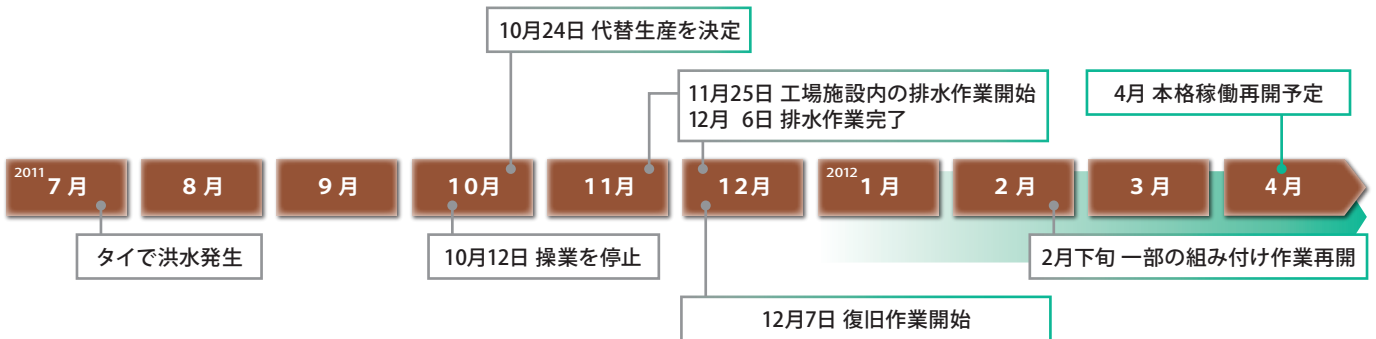 10月24日 代替生産を決定
11月25日 工場施設内の排水作業開始
12月 6日 排水作業完了
4月 本格稼働再開予定
2011 7月
8月
9月
10月
11月
12月
2012 1月
2月
3月
4月
タイで洪水発生
10月12日 操業を停止
2月下旬 一部の組み付け作業再開
12月7日 復旧作業開始